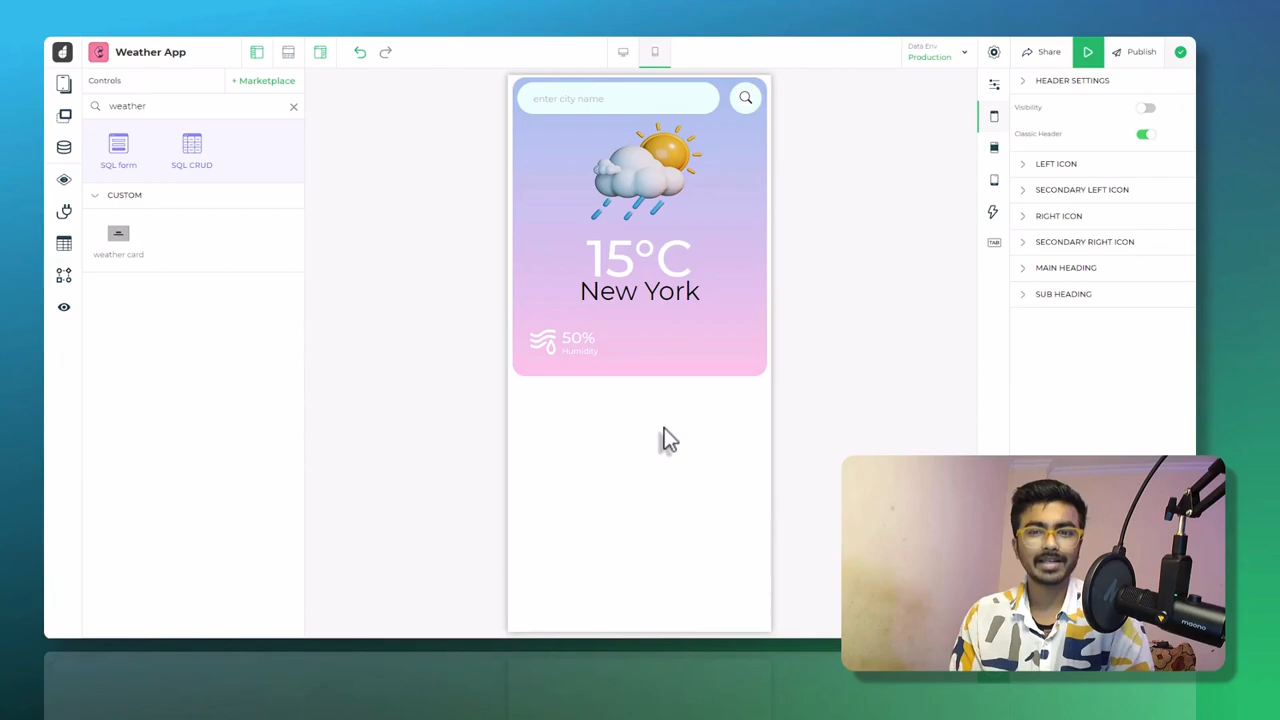 Weather App
Data Env
Production
Share
Publish
Controls
+ Marketplace
weather
SQL form
SQL CRUD
CUSTOM
weather card
enter city name
15°C
New York
50%
Humidity
HEADER SETTINGS
Visibility
Classic Header
LEFT ICON
SECONDARY LEFT ICON
RIGHT ICON
SECONDARY RIGHT ICON
MAIN HEADING
SUB HEADING
TAB
maono